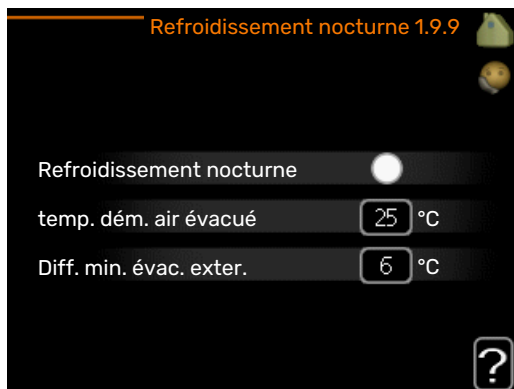 Refroidissement nocturne 1.9.9
Refroidissement nocturne
temp. dém. air évacué 25 °C
Diff. min. évac. exter. 6 °C
?